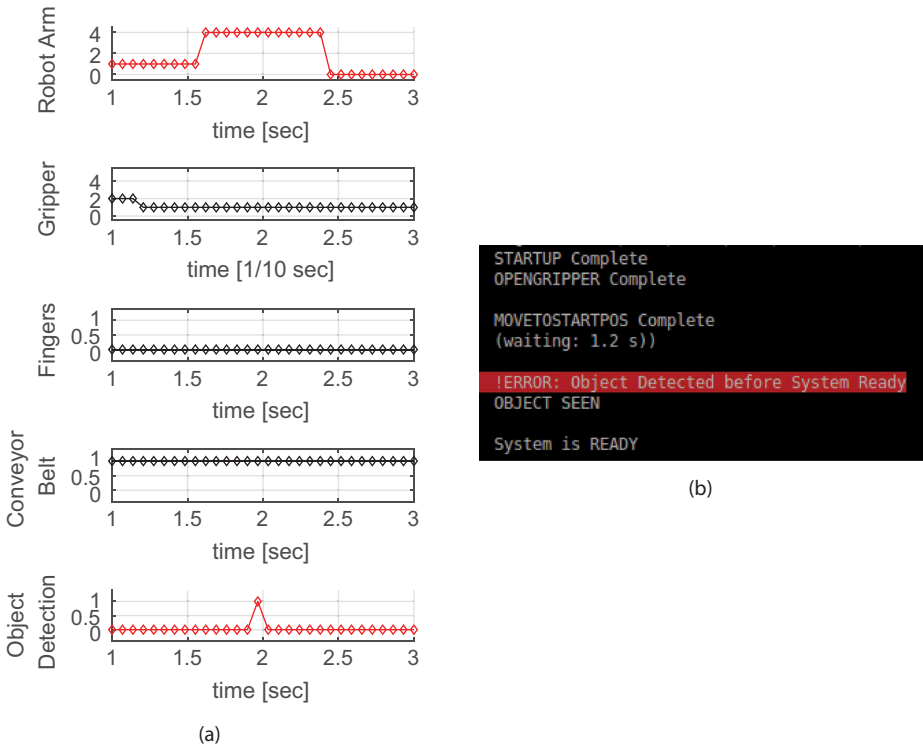 Robot Arm
4
2
0
1 1.5 2 2.5 3
time [sec]
Gripper
4
2
0
1 1.5 2 2.5 3
time [1/10 sec]
Fingers
1
0.5
0
1 1.5 2 2.5 3
time [sec]
Conveyor
Belt
1
0.5
0
1 1.5 2 2.5 3
time [sec]
Object
Detection
1
0.5
0
1 1.5 2 2.5 3
time [sec]
(a)
STARTUP Complete
OPENGRIPPER Complete
MOVETOSTARTPOS Complete
(waiting: 1.2 s))
!ERROR: Object Detected before System Ready
OBJECT SEEN
System is READY
(b)